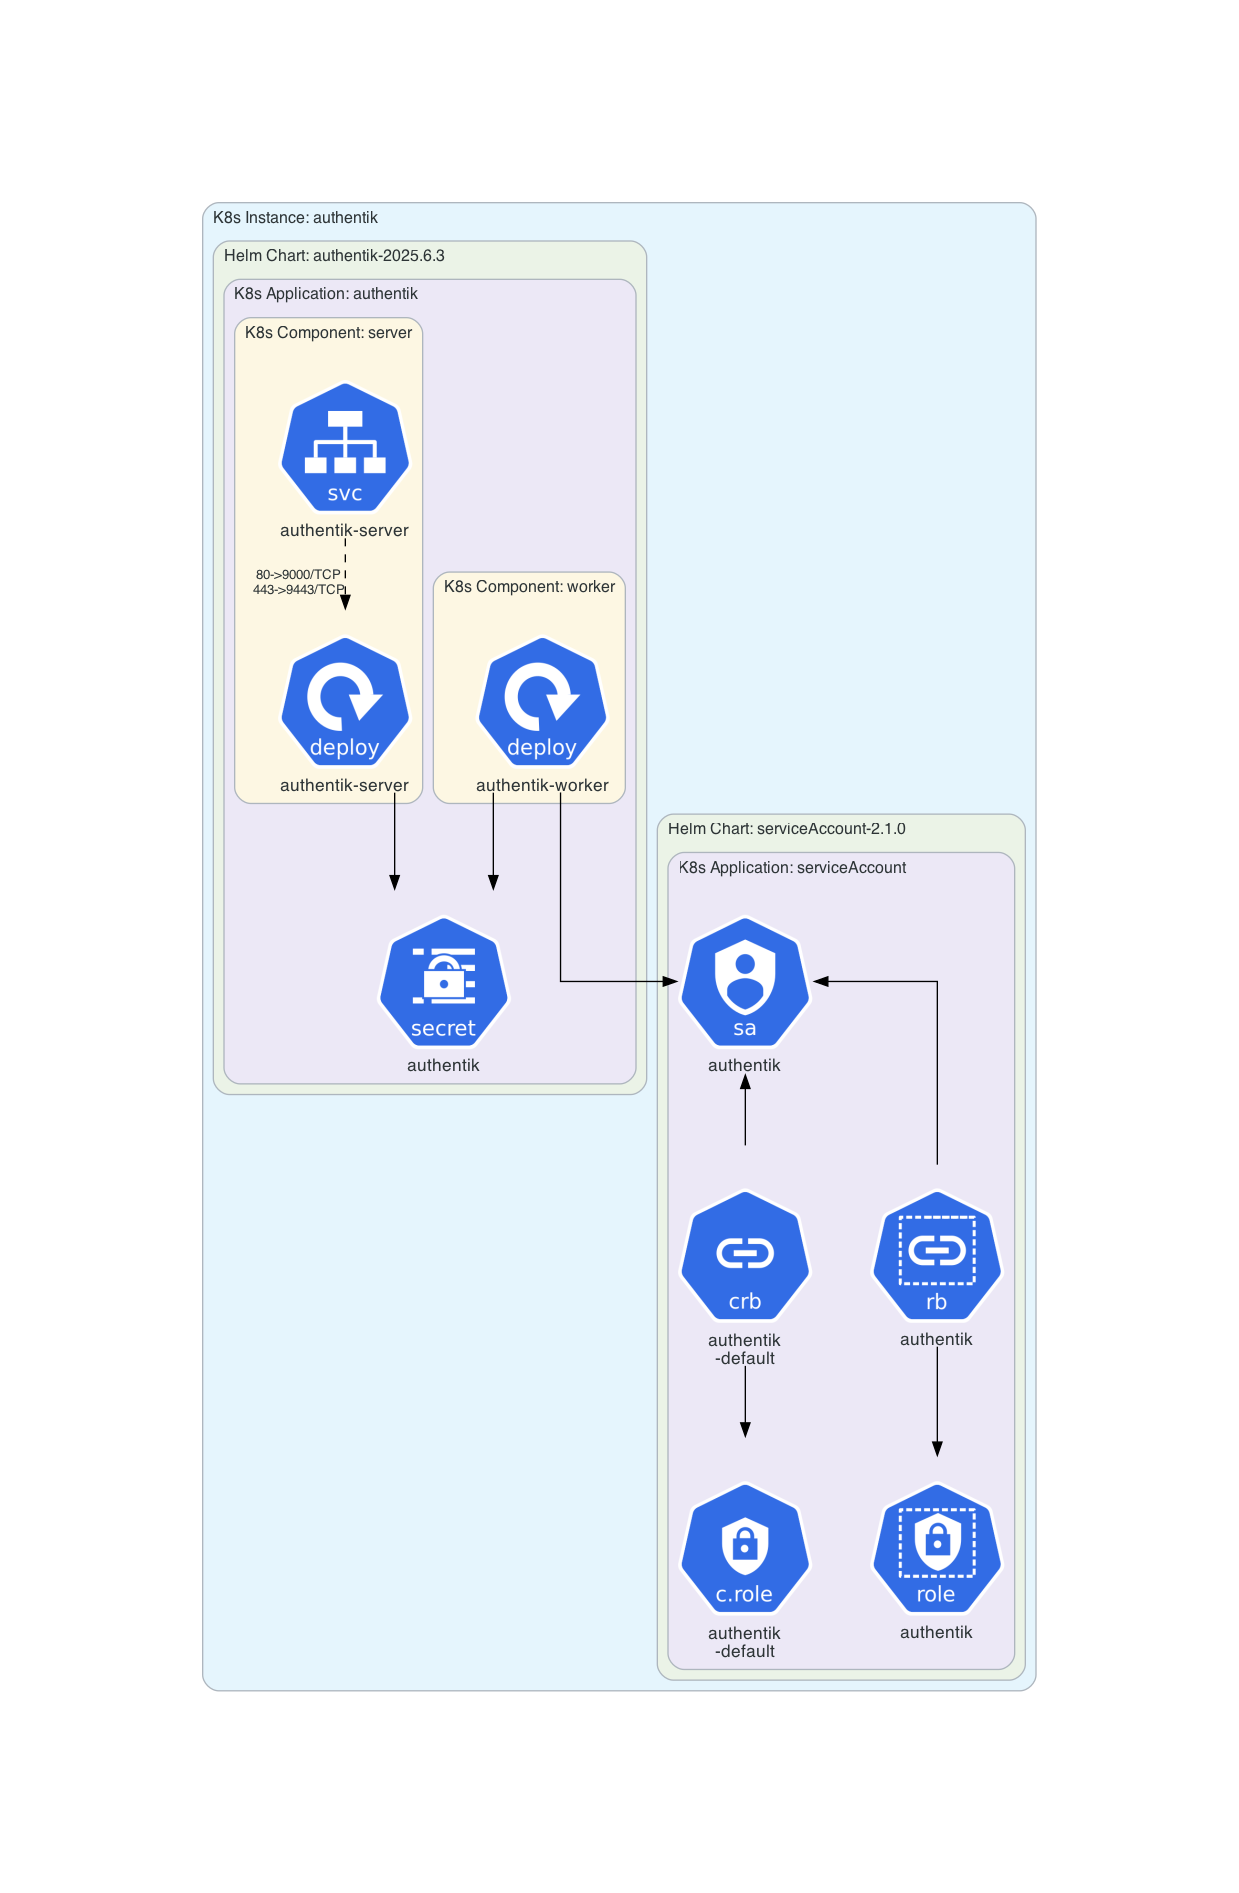 K8s Instance: authentik
Helm Chart: authentik-2025.6.3
K8s Application: authentik
K8s Component: server
svc
authentik-server
80->9000/TCP
443->9443/TCP
K8s Component: worker
deploy
authentik-server
deploy
authentik-worker
secret
authentik
Helm Chart: serviceAccount-2.1.0
K8s Application: serviceAccount
sa
authentik
crb
authentik
-default
rb
authentik
c.role
authentik
-default
role
authentik